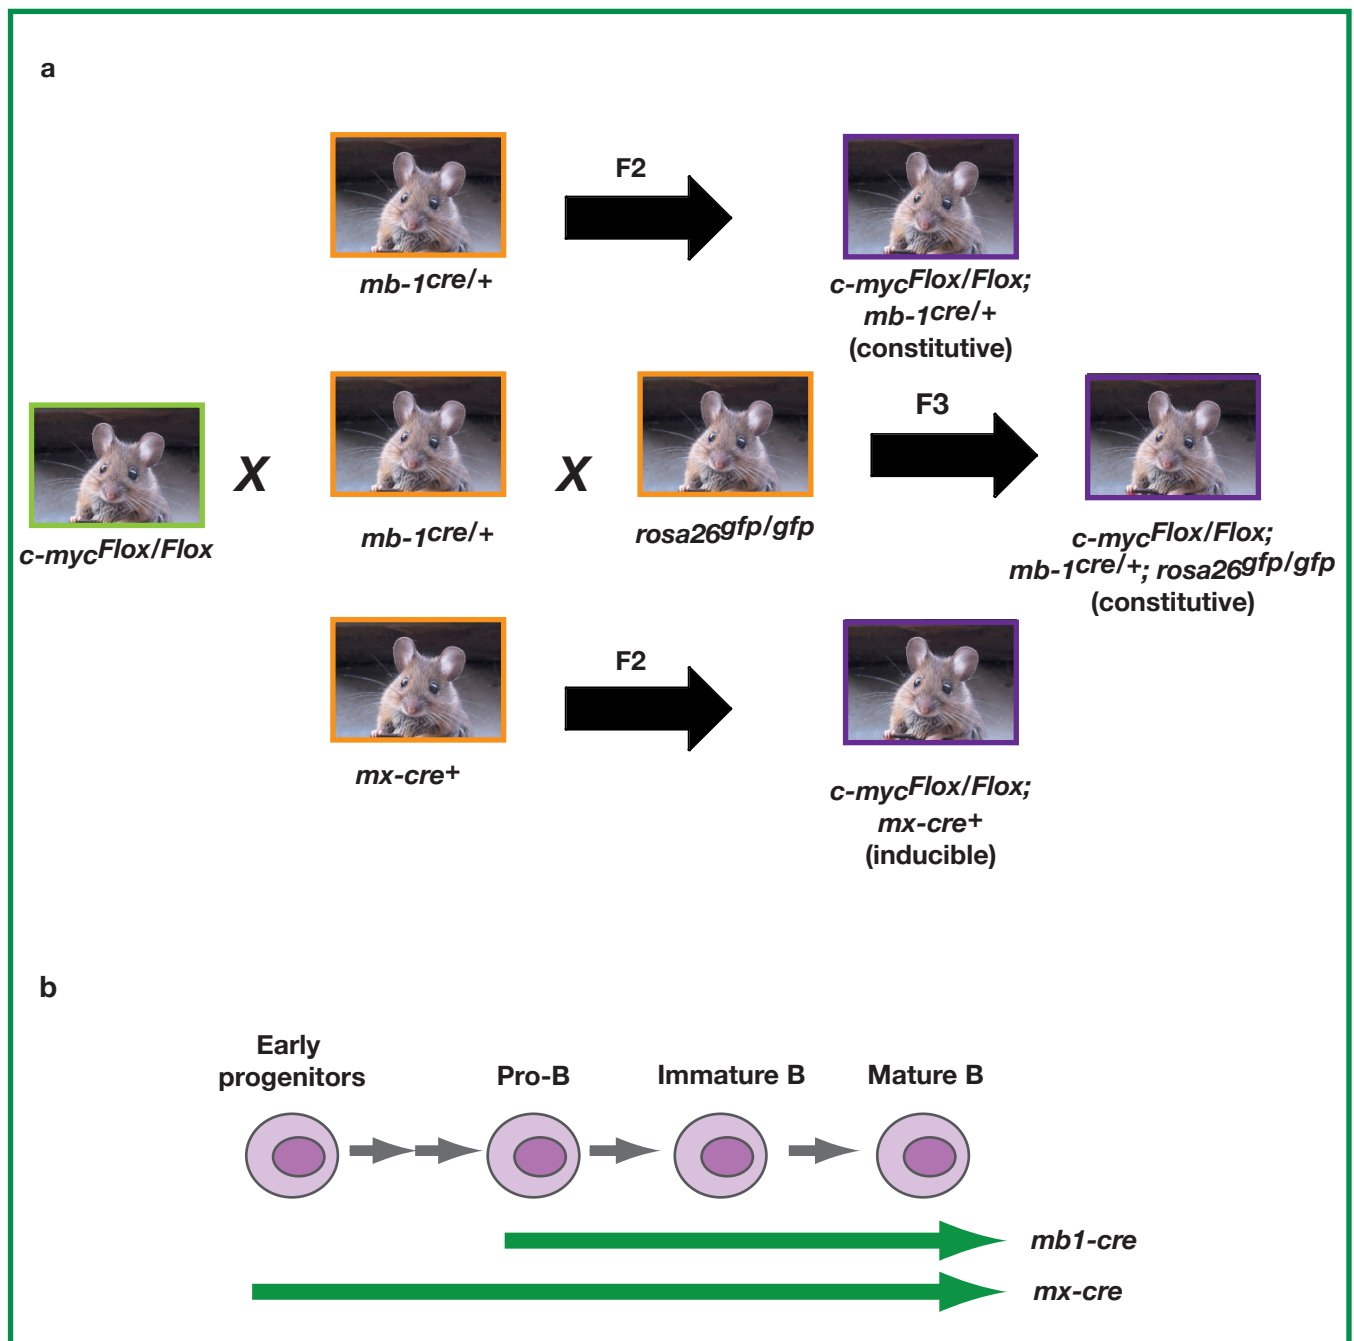 a
F2
mb-1cre/+
c-mycFlox/Flox;
mb-1cre/+
(constitutive)
F3
X
X
c-mycFlox/Flox
mb-1cre/+
rosa26gfp/gfp
c-mycFlox/Flox;
mb-1cre/+; rosa26gfp/gfp
(constitutive)
F2
mx-cre+
c-mycFlox/Flox;
mx-cre+
(inducible)
b
Early
progenitors
Pro-B
Immature B
Mature B
mb1-cre
mx-cre